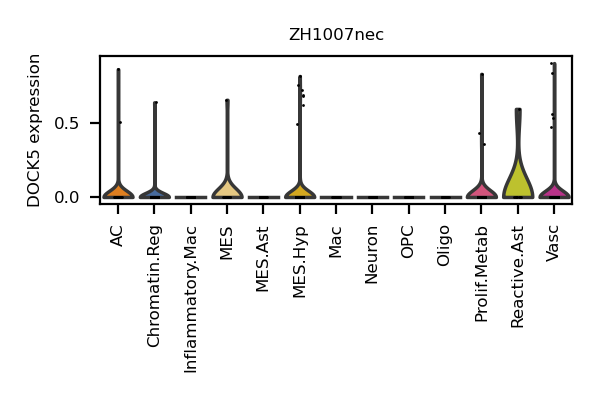 ZH1007nec
DOCK5 expression
0.5
0.0
AC
Chromatin.Reg
Inflammatory.Mac
MES
MES.Ast
MES.Hyp
Mac
Neuron
OPC
Oligo
Prolif.Metab
Reactive.Ast
Vasc